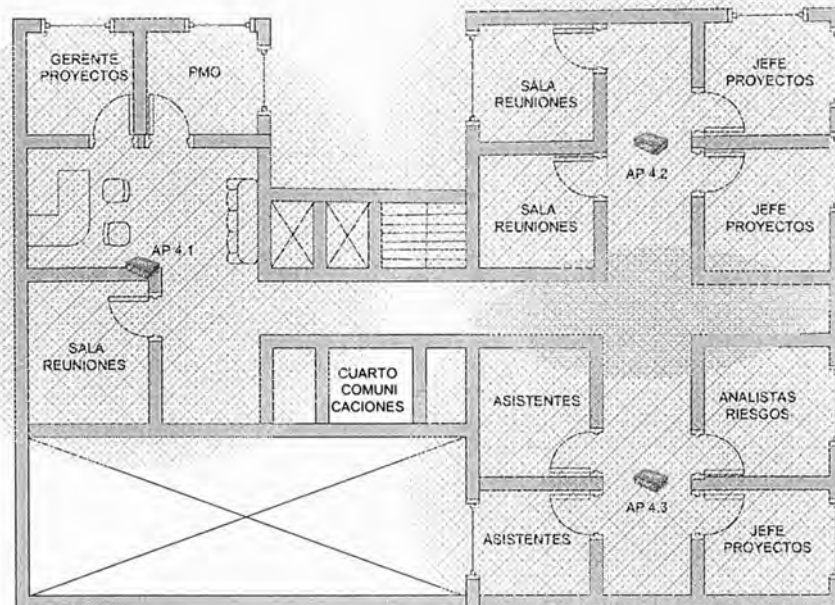 GERENTE
PROYECTOS
PMO
SALA
REUNIONES
JEFE
PROYECTOS
AP 4.2
SALA
REUNIONES
JEFE
PROYECTOS
AP 4.1
SALA
REUNIONES
CUARTO
COMUNI
CACIONES
ASISTENTES
ANALISTAS
RIESGOS
AP 4.3
ASISTENTES
JEFE
PROYECTOS